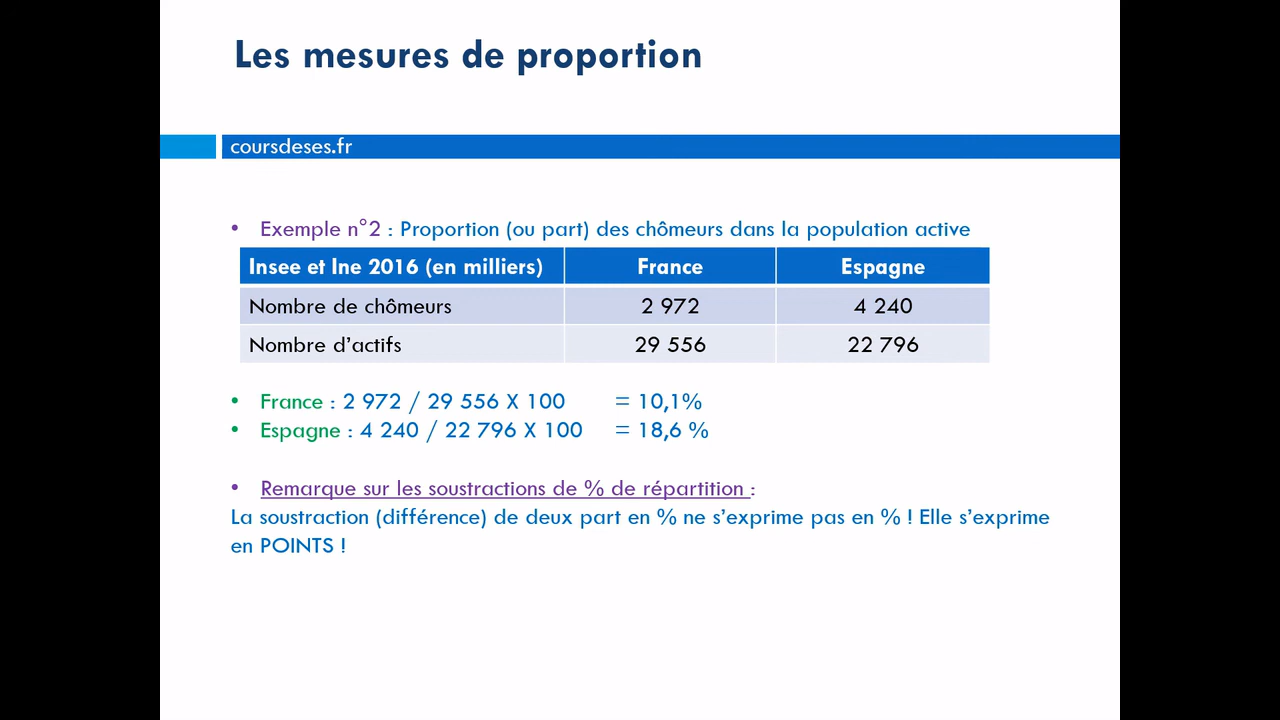 Les mesures de proportion
coursdeses.fr
• Exemple n°2 : Proportion (ou part) des chômeurs dans la population active
Insee et Ine 2016 (en milliers) France Espagne
Nombre de chômeurs 2 972 4 240
Nombre d'actifs 29 556 22 796
• France : 2 972 / 29 556 X 100 = 10,1%
• Espagne : 4 240 / 22 796 X 100 = 18,6 %
• Remarque sur les soustractions de % de répartition :
La soustraction (différence) de deux part en % ne s'exprime pas en % ! Elle s'exprime
en POINTS !